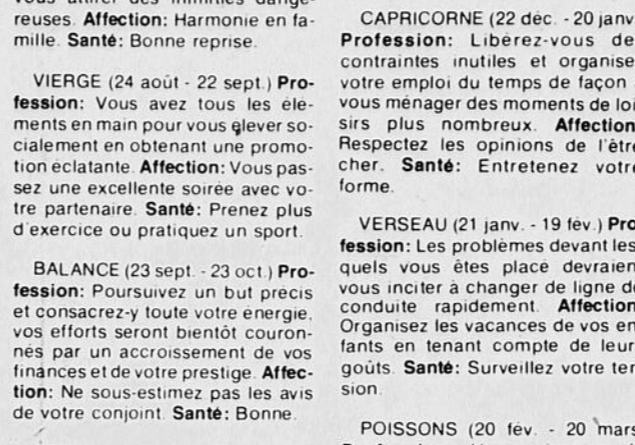 vous attirer des inimitiés dange-
reuses. Affection: Harmonie en fa-
mille. Santé: Bonne reprise.
VIERGE (24 août - 22 sept.) Pro-
fession: Vous avez tous les élé-
ments en main pour vous élever so-
cialement en obtenant une promo-
tion éclatante. Affection: Vous pas-
sez une excellente soirée avec vo-
tre partenaire. Santé: Prenez plus
d'exercice ou pratiquez un sport.
BALANCE (23 sept. - 23 oct.) Pro-
fession: Poursuivez un but précis
et consacrez-y toute votre énergie,
vos efforts seront bientôt couron-
nés par un accroissement de vos
finances et de votre prestige. Affec-
tion: Ne sous-estimez pas les avis
de votre conjoint. Santé: Bonne.
CAPRICORNE (22 déc. - 20 janv
Profession: Libérez-vous de
contraintes inutiles et organise
votre emploi du temps de façon
vous ménager des moments de loi
sirs plus nombreux. Affection
Respectez les opinions de l'être
cher. Santé: Entretenez votre
forme.
VERSEAU (21 janv. - 19 fév.) Pro
fession: Les problèmes devant les
quels vous êtes placé devraien
vous inciter à changer de ligne de
conduite rapidement. Affection
Organisez les vacances de vos en
fants en tenant compte de leur
goûts. Santé: Surveillez votre ten
sion.
POISSONS (20 fév. - 20 mars